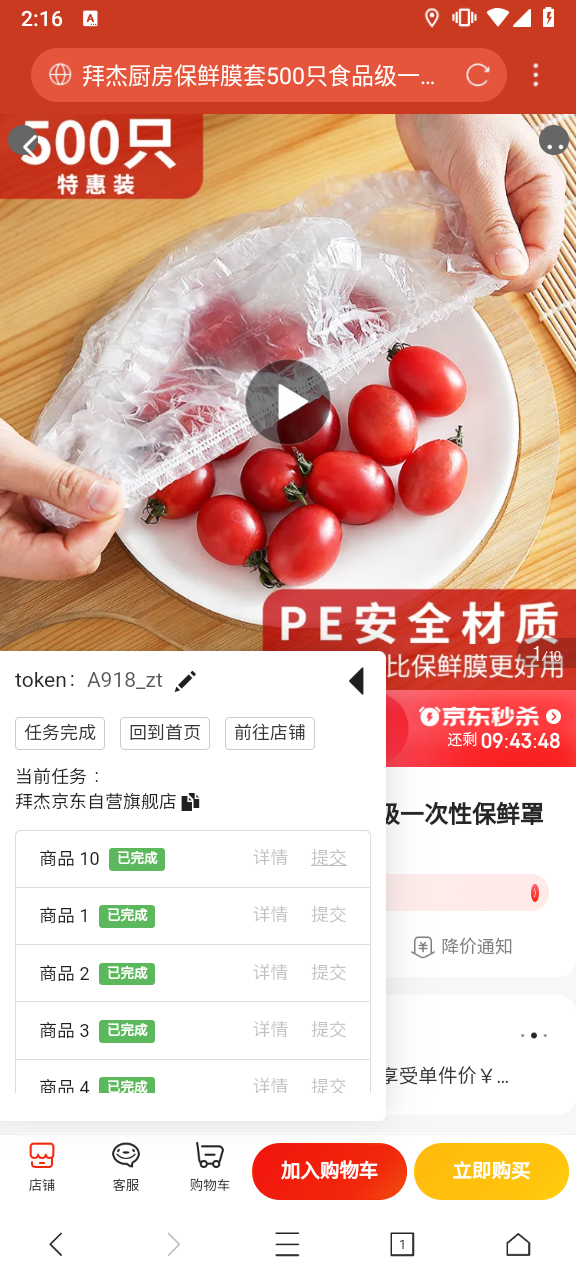 2:16
拜杰厨房保鲜膜套500只食品级一...
500只
特惠装
PE安全材质
比保鲜膜更好用
1/10
token: A918_zt
京东秒杀
还剩 09:43:48
任务完成 回到首页 前往店铺
当前任务：
拜杰京东自营旗舰店
级一次性保鲜罩
商品 10 已完成 详情 提交
商品 1 已完成 详情 提交
降价通知
商品 2 已完成 详情 提交
商品 3 已完成 详情 提交
享受单件价￥...
商品 4 已完成 详情 提交
店铺 客服 购物车 加入购物车 立即购买
1